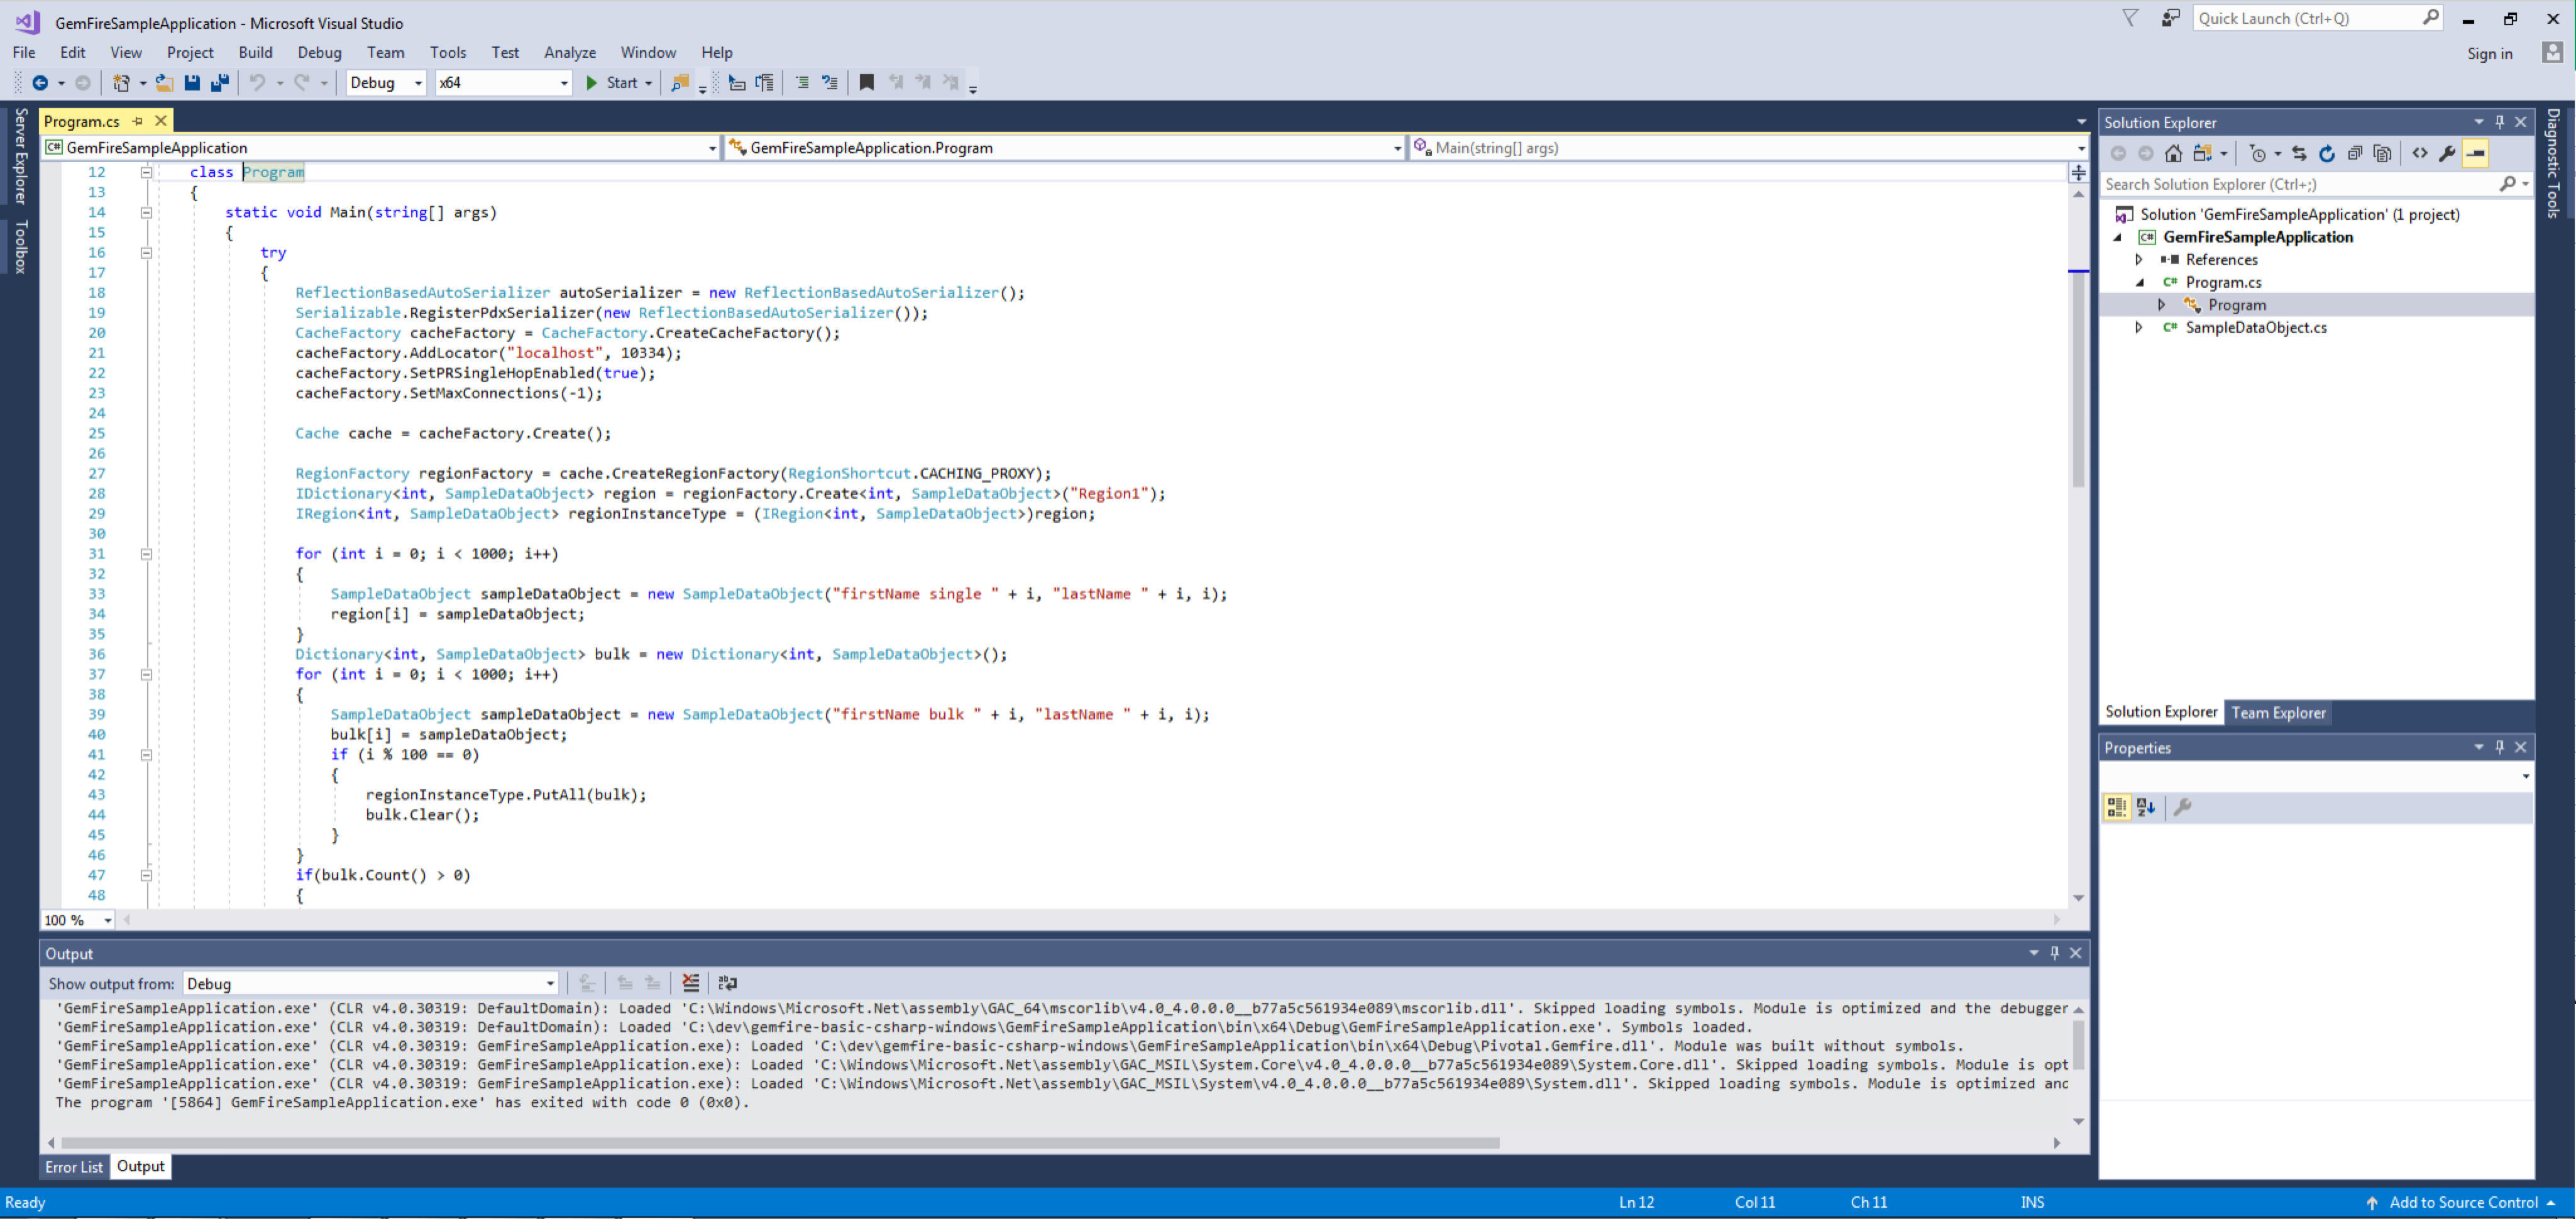 GemFireSampleApplication - Microsoft Visual Studio
Quick Launch (Ctrl+Q)
File Edit View Project Build Debug Team Tools Test Analyze Window Help
Sign in
Debug x64 Start
Server Explorer
Toolbox
Program.cs
GemFireSampleApplication GemFireSampleApplication.Program Main(string[] args)
12 class Program
13 {
14 static void Main(string[] args)
15 {
16 try
17 {
18 ReflectionBasedAutoSerializer autoSerializer = new ReflectionBasedAutoSerializer();
19 Serializable.RegisterPdxSerializer(new ReflectionBasedAutoSerializer());
20 CacheFactory cacheFactory = CacheFactory.CreateCacheFactory();
21 cacheFactory.AddLocator("localhost", 10334);
22 cacheFactory.SetPRSingleHopEnabled(true);
23 cacheFactory.SetMaxConnections(-1);
24
25 Cache cache = cacheFactory.Create();
26
27 RegionFactory regionFactory = cache.CreateRegionFactory(RegionShortcut.CACHING_PROXY);
28 IDictionary<int, SampleDataObject> region = regionFactory.Create<int, SampleDataObject>("Region1");
29 IRegion<int, SampleDataObject> regionInstanceType = (IRegion<int, SampleDataObject>)region;
30
31 for (int i = 0; i < 1000; i++)
32 {
33 SampleDataObject sampleDataObject = new SampleDataObject("firstName single " + i, "lastName " + i, i);
34 region[i] = sampleDataObject;
35 }
36 Dictionary<int, SampleDataObject> bulk = new Dictionary<int, SampleDataObject>();
37 for (int i = 0; i < 1000; i++)
38 {
39 SampleDataObject sampleDataObject = new SampleDataObject("firstName bulk " + i, "lastName " + i, i);
40 bulk[i] = sampleDataObject;
41 if (i % 100 == 0)
42 {
43 regionInstanceType.PutAll(bulk);
44 bulk.Clear();
45 }
46 }
47 if(bulk.Count() > 0)
48 {
100 %
Output
Show output from: Debug
'GemFireSampleApplication.exe' (CLR v4.0.30319: DefaultDomain): Loaded 'C:\Windows\Microsoft.Net\assembly\GAC_64\mscorlib\v4.0_4.0.0.0__b77a5c561934e089\mscorlib.dll'. Skipped loading symbols. Module is optimized and the debugger
'GemFireSampleApplication.exe' (CLR v4.0.30319: DefaultDomain): Loaded 'C:\dev\gemfire-basic-csharp-windows\GemFireSampleApplication\bin\x64\Debug\GemFireSampleApplication.exe'. Symbols loaded.
'GemFireSampleApplication.exe' (CLR v4.0.30319: GemFireSampleApplication.exe): Loaded 'C:\dev\gemfire-basic-csharp-windows\GemFireSampleApplication\bin\x64\Debug\Pivotal.Gemfire.dll'. Module was built without symbols.
'GemFireSampleApplication.exe' (CLR v4.0.30319: GemFireSampleApplication.exe): Loaded 'C:\Windows\Microsoft.Net\assembly\GAC_MSIL\System.Core\v4.0_4.0.0.0__b77a5c561934e089\System.Core.dll'. Skipped loading symbols. Module is opt
'GemFireSampleApplication.exe' (CLR v4.0.30319: GemFireSampleApplication.exe): Loaded 'C:\Windows\Microsoft.Net\assembly\GAC_MSIL\System\v4.0_4.0.0.0__b77a5c561934e089\System.dll'. Skipped loading symbols. Module is optimized and
The program '[5864] GemFireSampleApplication.exe' has exited with code 0 (0x0).
Error List Output
Solution Explorer
Search Solution Explorer (Ctrl+;)
Solution 'GemFireSampleApplication' (1 project)
C# GemFireSampleApplication
References
C# Program.cs
Program
C# SampleDataObject.cs
Solution Explorer Team Explorer
Properties
Diagnostic Tools
Ready Ln 12 Col 11 Ch 11 INS Add to Source Control